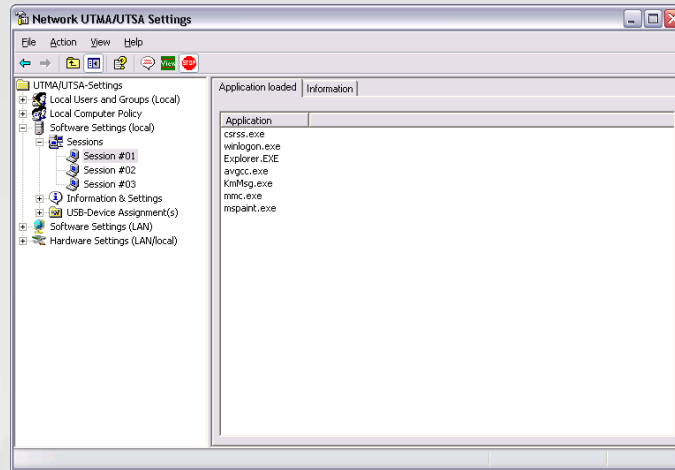 Network UTMA/UTSA Settings
File Action View Help
View STOP
UTMA/UTSA-Settings
Local Users and Groups (Local)
Local Computer Policy
Software Settings (local)
Sessions
Session #01
Session #02
Session #03
Information & Settings
USB-Device Assignment(s)
Software Settings (LAN)
Hardware Settings (LAN/local)
Application loaded Information
Application
csrss.exe
winlogon.exe
Explorer.EXE
avgcc.exe
KmMsg.exe
mmc.exe
mspaint.exe